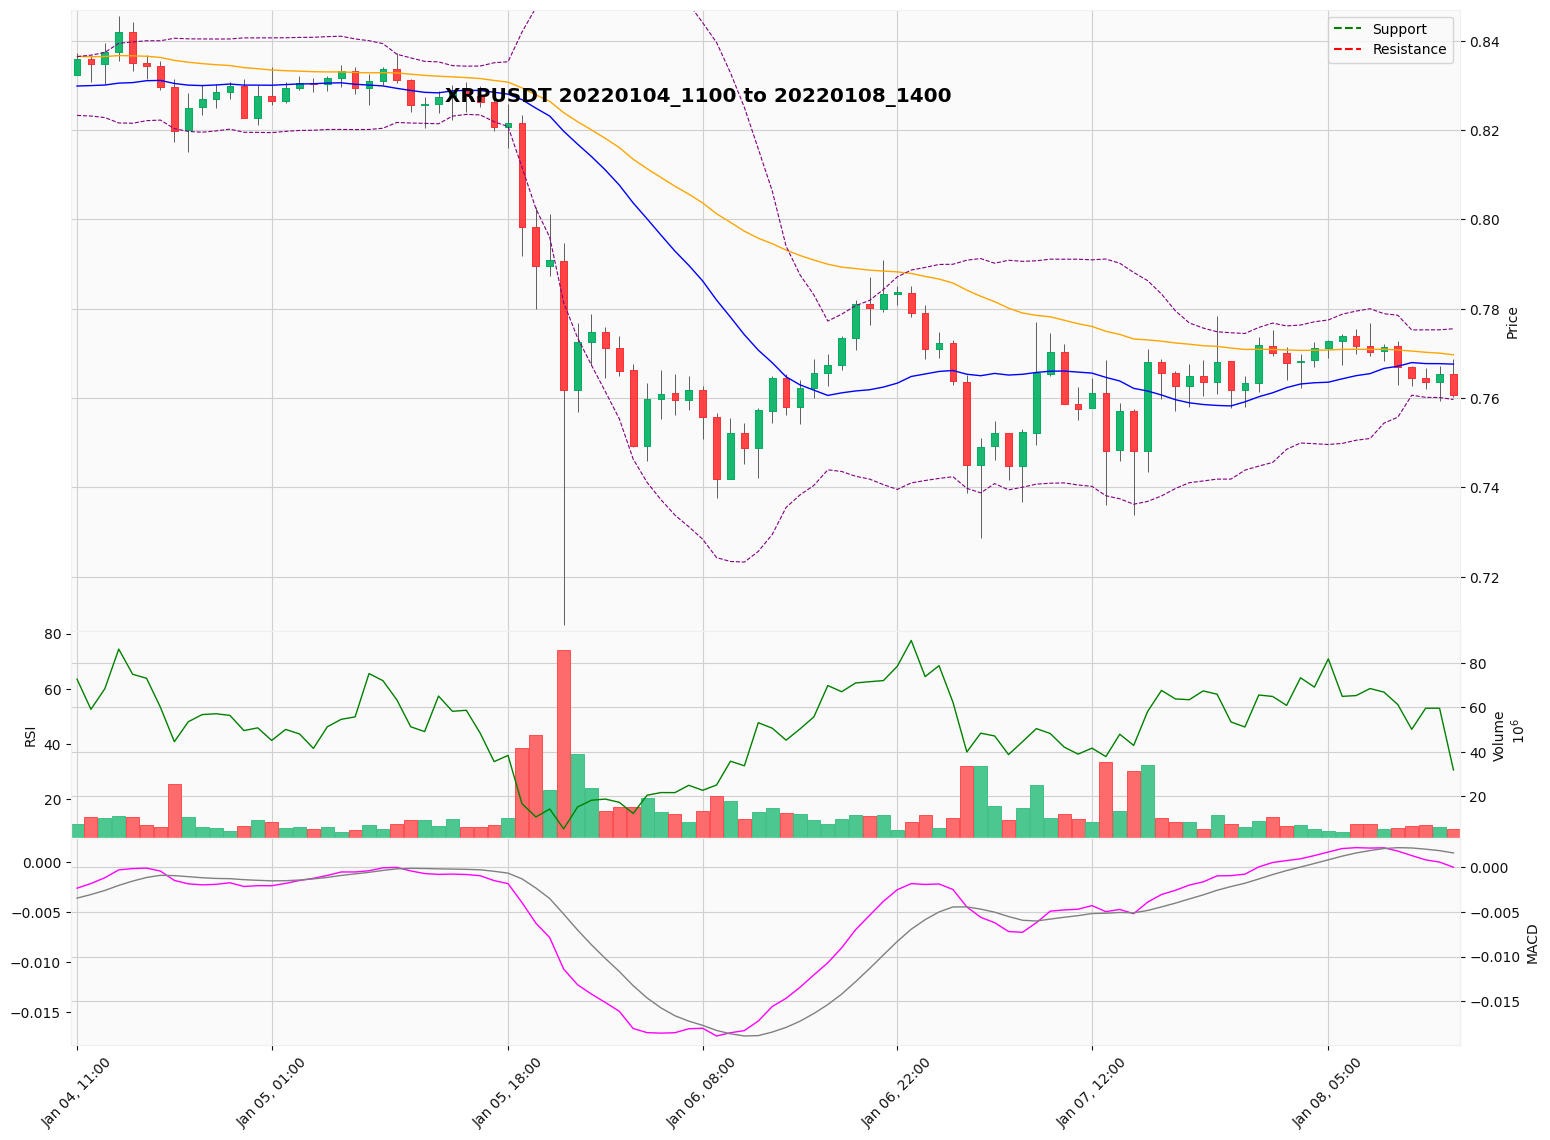 XRPUSDT 20220104_1100 to 20220108_1400
Support
Resistance
0.84
0.82
0.80
0.78
0.76
0.74
0.72
Price
80
60
40
20
RSI
80
60
40
20
Volume
10^6
0.000
−0.005
−0.010
−0.015
0.000
−0.005
−0.010
−0.015
MACD
Jan 04, 11:00
Jan 05, 01:00
Jan 05, 18:00
Jan 06, 08:00
Jan 06, 22:00
Jan 07, 12:00
Jan 08, 05:00